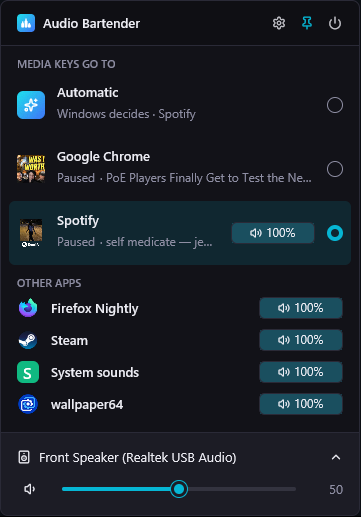 Audio Bartender
MEDIA KEYS GO TO
Automatic
Windows decides · Spotify
Google Chrome
Paused · PoE Players Finally Get to Test the Ne...
Spotify
Paused · self medicate — je...
100%
OTHER APPS
Firefox Nightly
100%
Steam
100%
S
System sounds
100%
wallpaper64
100%
Front Speaker (Realtek USB Audio)
50